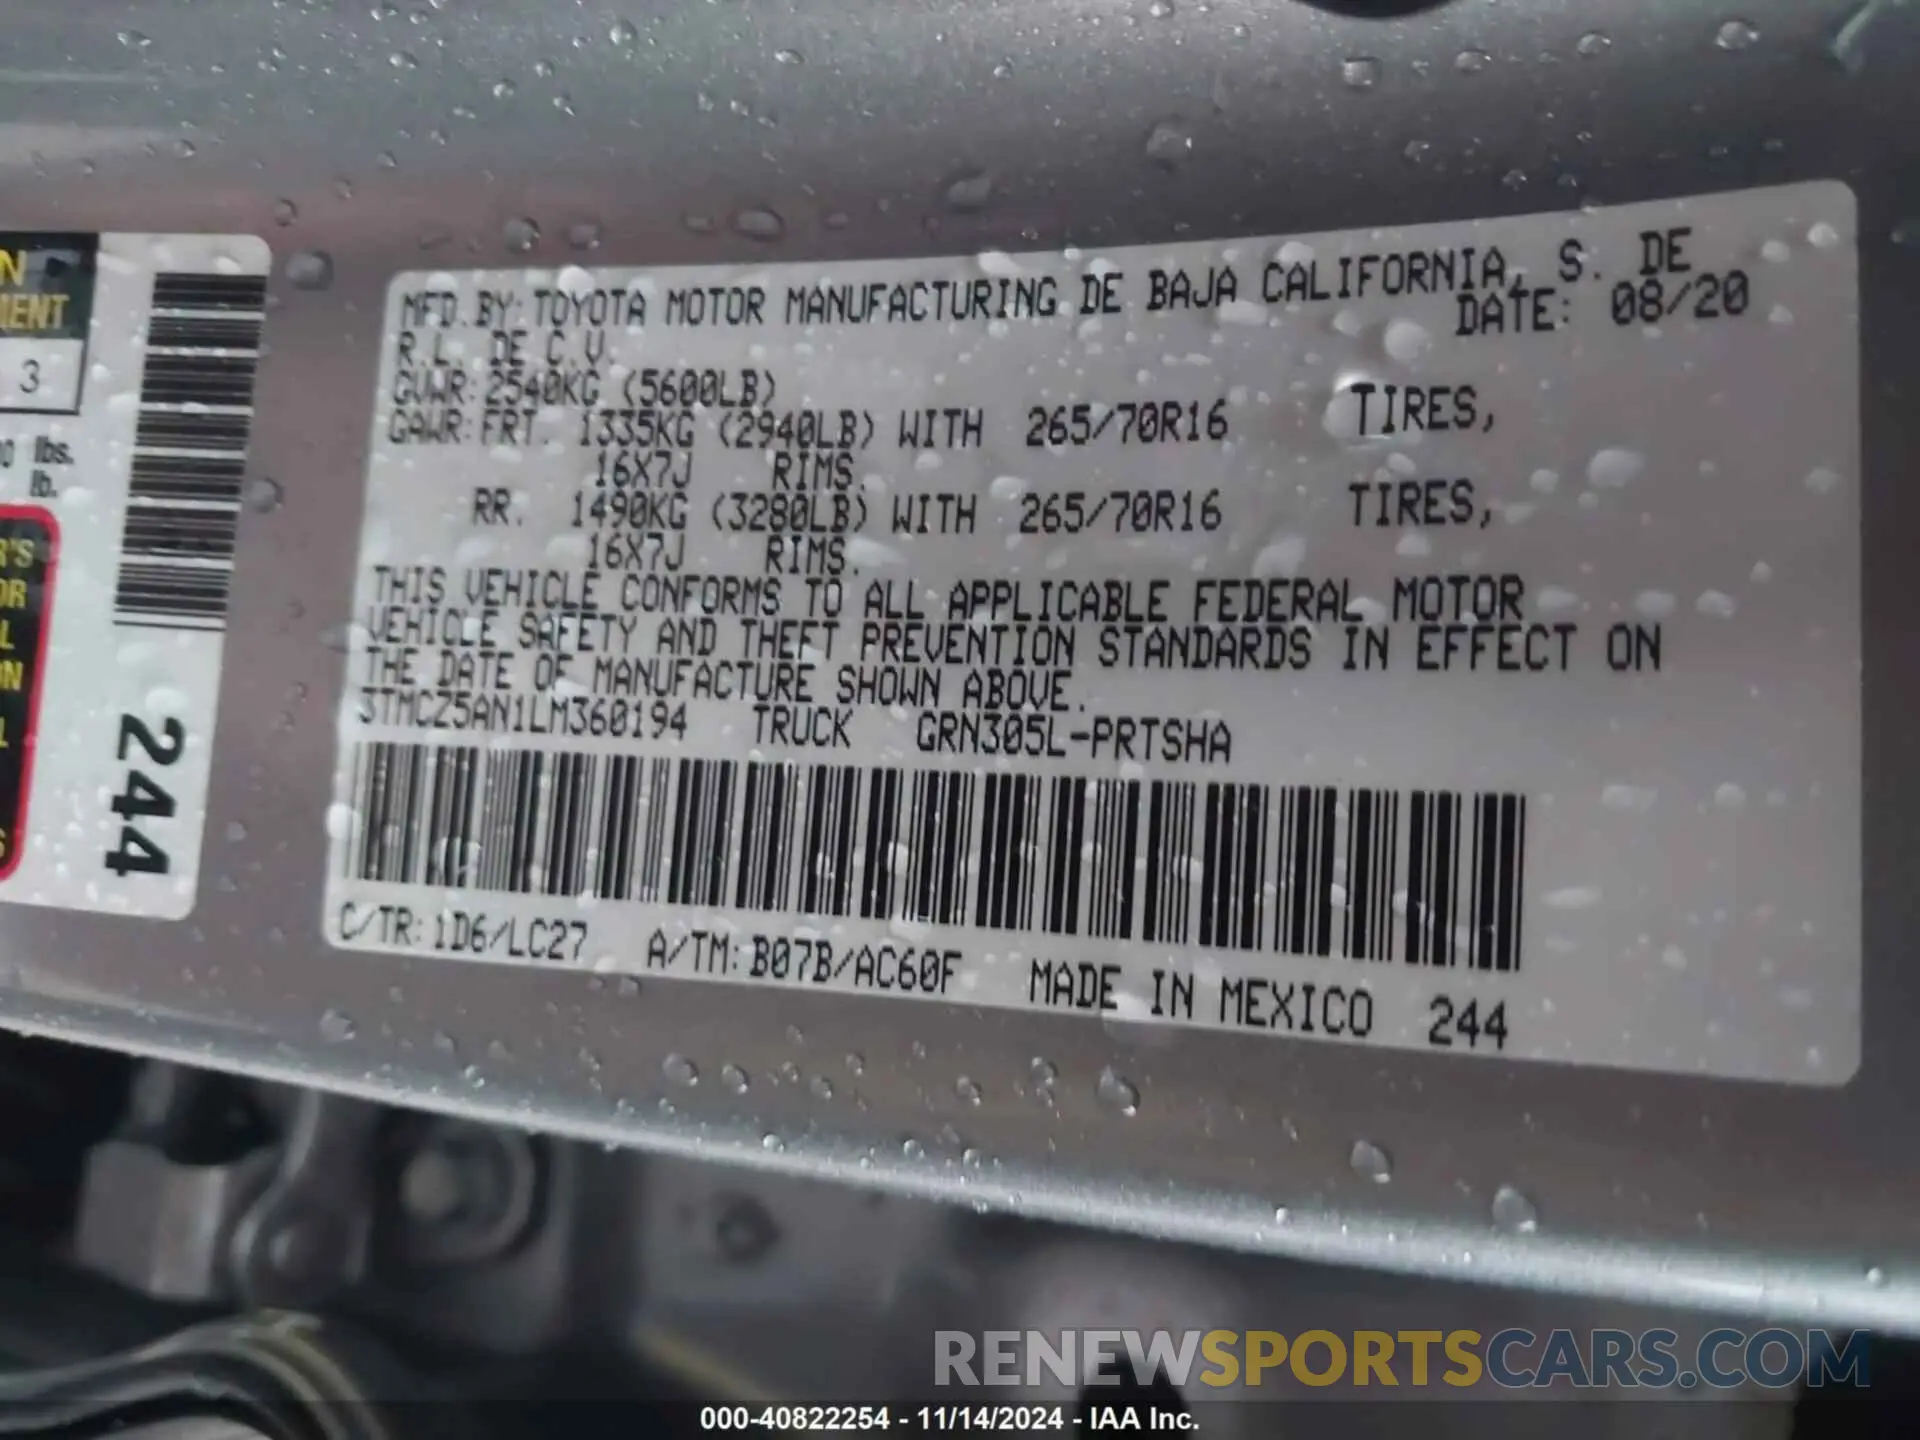 MFD. BY: TOYOTA MOTOR MANUFACTURING DE BAJA CALIFORNIA, S. DE
R.L. DE C.V. DATE: 08/20
GVWR: 2540KG (5600LB)
GAWR: FRT. 1335KG (2940LB) WITH 265/70R16 TIRES,
16X7J RIMS.
RR. 1490KG (3280LB) WITH 265/70R16 TIRES,
16X7J RIMS.
THIS VEHICLE CONFORMS TO ALL APPLICABLE FEDERAL MOTOR
VEHICLE SAFETY AND THEFT PREVENTION STANDARDS IN EFFECT ON
THE DATE OF MANUFACTURE SHOWN ABOVE.
3TMCZ5AN1LM360194 TRUCK GRN305L-PRTSHA
C/TR: 1D6/LC27 A/TM: B07B/AC60F MADE IN MEXICO 244
3
lbs.
lb.
244
RENEWSPORTSCARS.COM
000-40822254 - 11/14/2024 - IAA Inc.